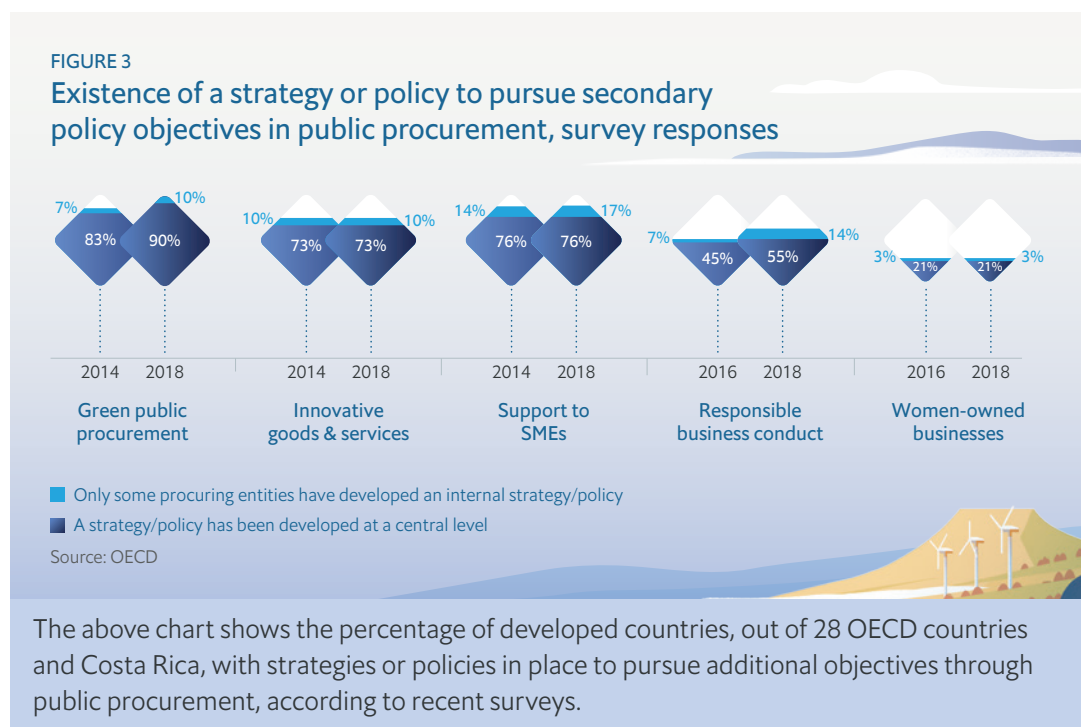 FIGURE 3
Existence of a strategy or policy to pursue secondary
policy objectives in public procurement, survey responses
7%
83%
90%
10%
10%
73%
73%
10%
14%
76%
76%
17%
7%
45%
55%
14%
3%
21%
21%
3%
2014 2018 2014 2018 2014 2018 2016 2018 2016 2018
Green public
procurement
Innovative
goods & services
Support to
SMEs
Responsible
business conduct
Women-owned
businesses
Only some procuring entities have developed an internal strategy/policy
A strategy/policy has been developed at a central level
Source: OECD
The above chart shows the percentage of developed countries, out of 28 OECD countries
and Costa Rica, with strategies or policies in place to pursue additional objectives through
public procurement, according to recent surveys.